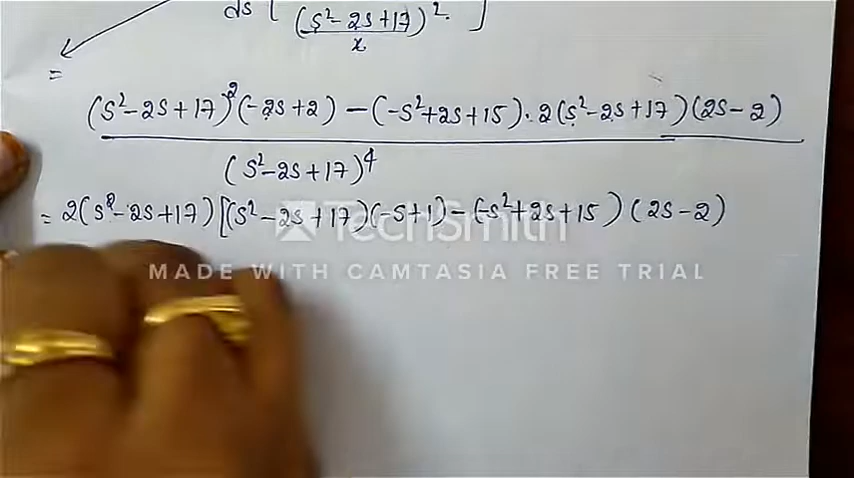 ds [ (s²-2s+17)². ]
x
=
(s²-2s+17)²(-2s+2) - (-s²+2s+15).2(s²-2s+17)(2s-2)
(s²-2s+17)⁴
= 2(s²-2s+17)[(s²-2s+17)(-s+1)-(-s²+2s+15)(2s-2)
TechSmith
MADE WITH CAMTASIA FREE TRIAL